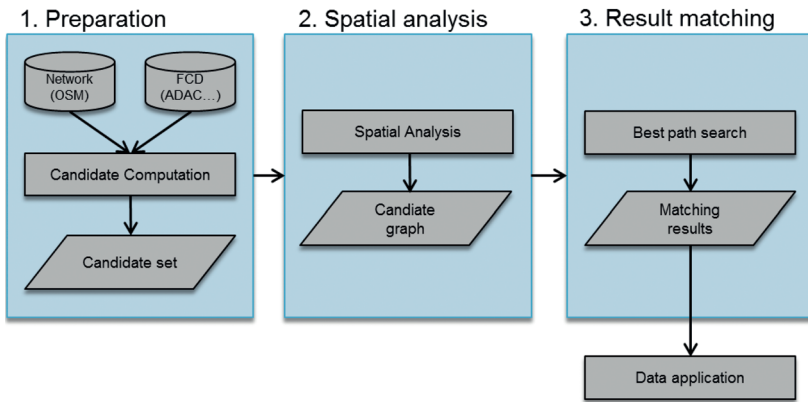 1. Preparation
Network
(OSM)
FCD
(ADAC...)
Candidate Computation
Candidate set
2. Spatial analysis
Spatial Analysis
Candiate
graph
3. Result matching
Best path search
Matching
results
Data application